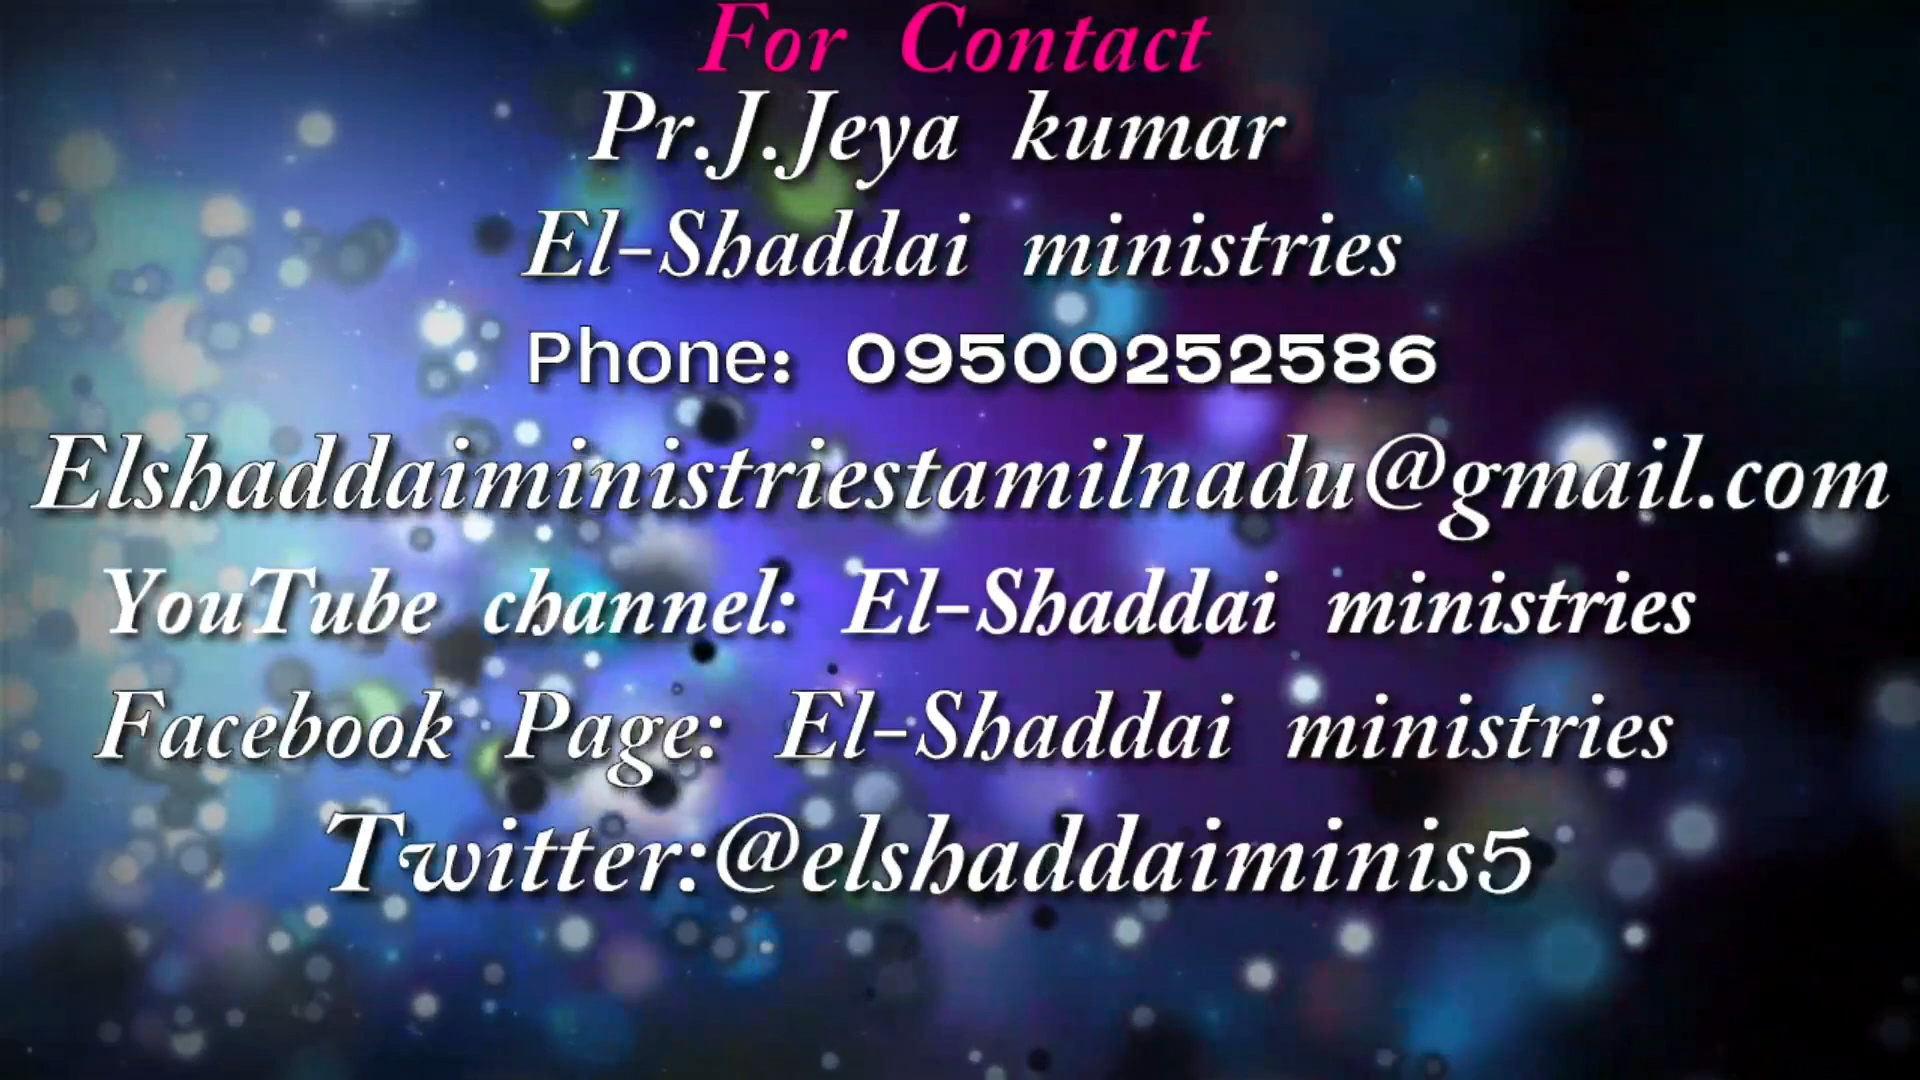 For Contact
Pr.J.Jeya kumar
El-Shaddai ministries
Phone: 09500252586
Elshaddaiministriestamilnadu@gmail.com
YouTube channel: El-Shaddai ministries
Facebook Page: El-Shaddai ministries
Twitter:@elshaddaiminis5